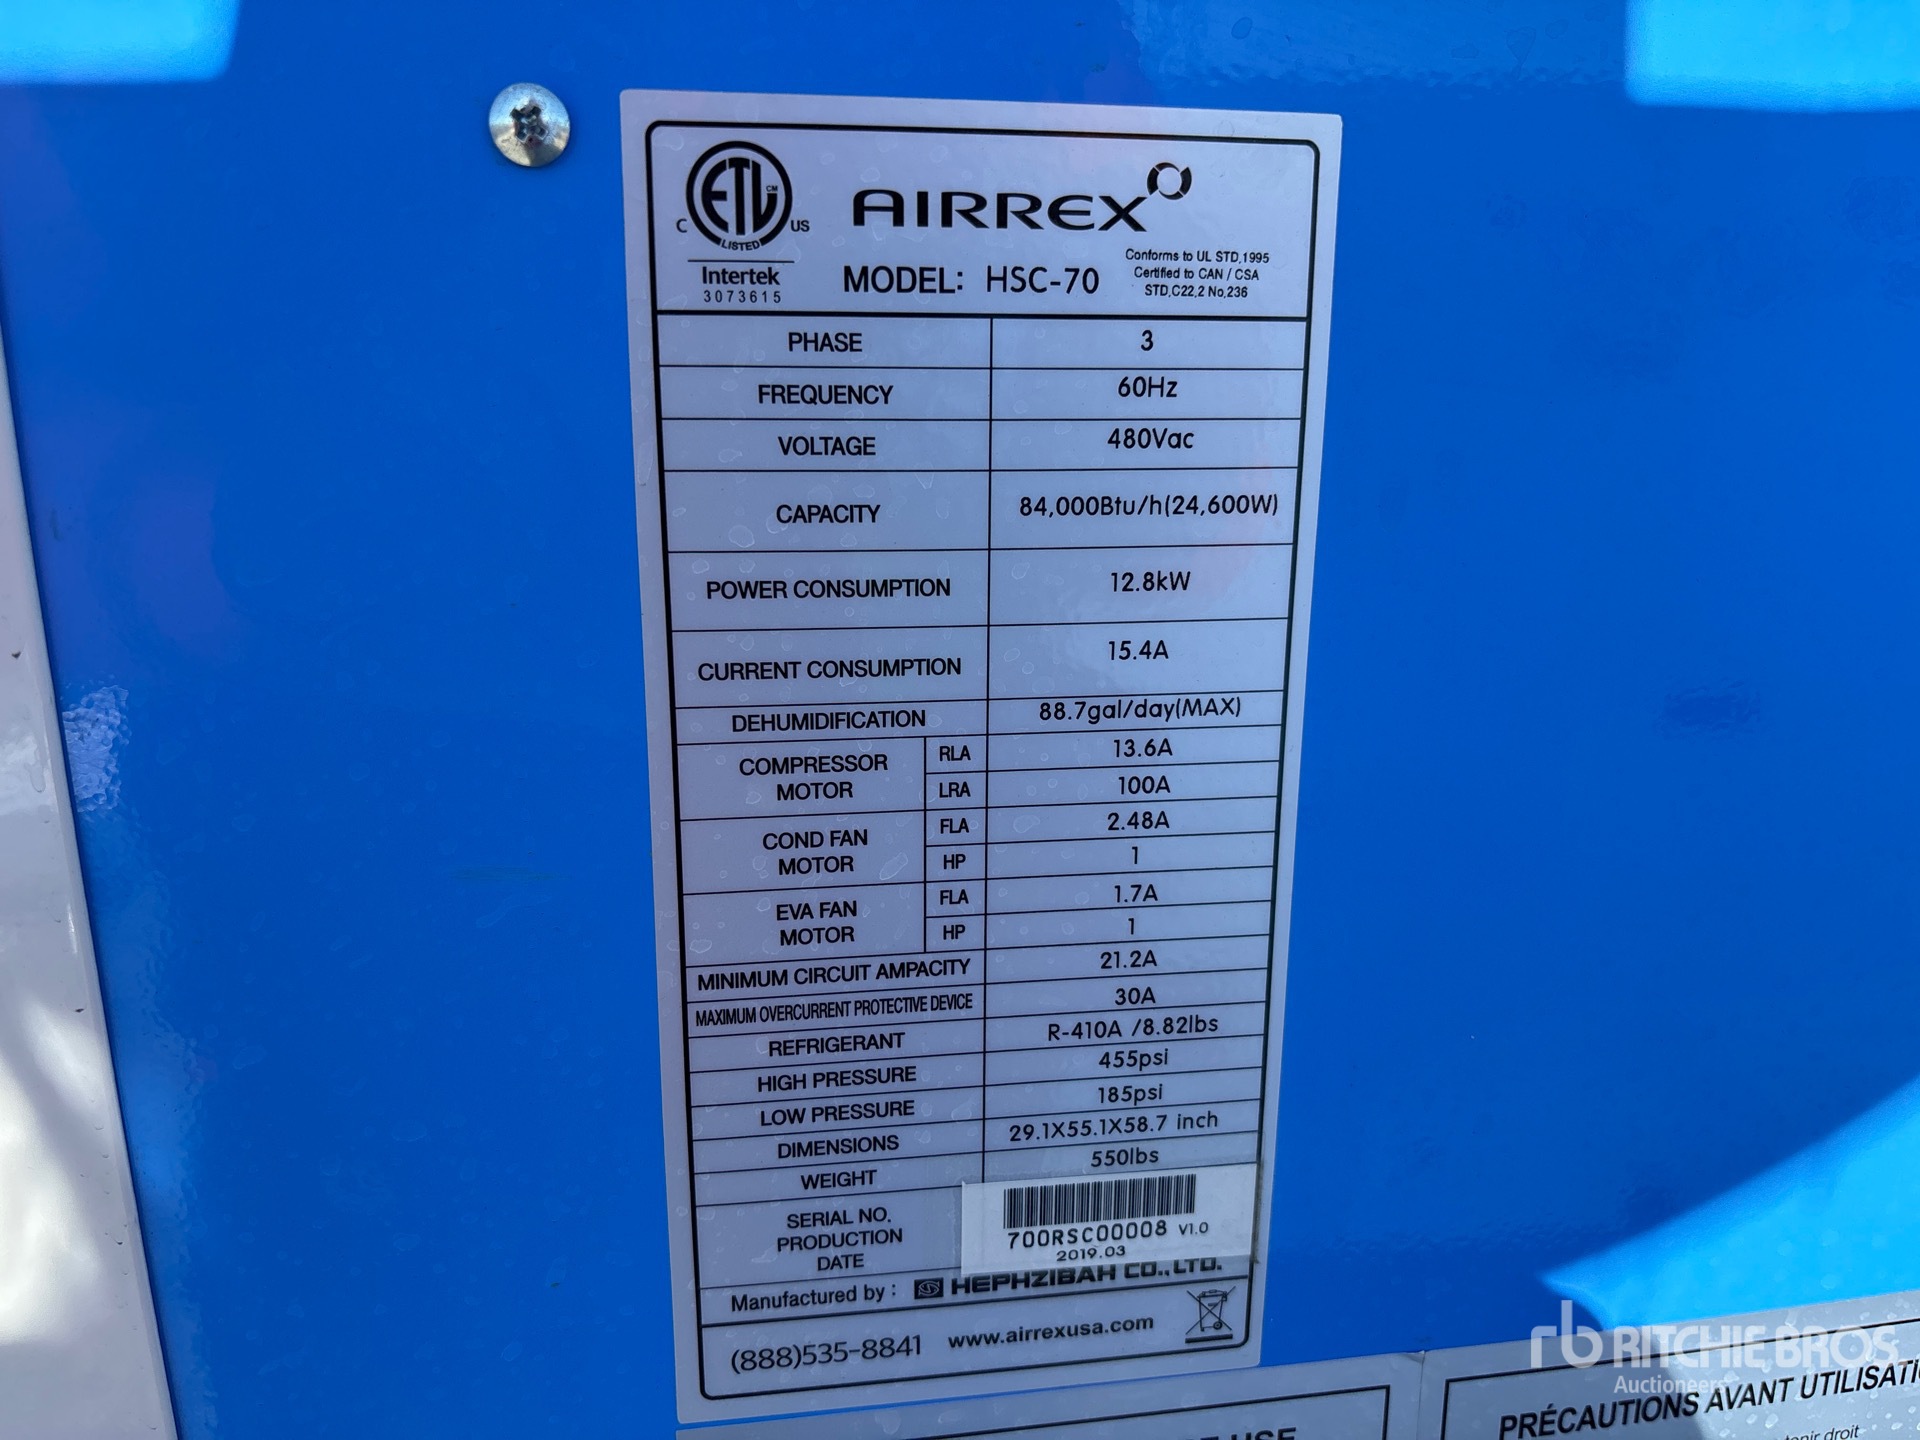 ETL CM
C LISTED US
Intertek
3073615
AIRREX
MODEL: HSC-70
Conforms to UL STD.1995
Certified to CAN / CSA
STD.C22.2 No.236
PHASE 3
FREQUENCY 60Hz
VOLTAGE 480Vac
CAPACITY 84,000Btu/h(24,600W)
POWER CONSUMPTION 12.8kW
CURRENT CONSUMPTION 15.4A
DEHUMIDIFICATION 88.7gal/day(MAX)
COMPRESSOR MOTOR RLA 13.6A
LRA 100A
COND FAN MOTOR FLA 2.48A
HP 1
EVA FAN MOTOR FLA 1.7A
HP 1
MINIMUM CIRCUIT AMPACITY 21.2A
MAXIMUM OVERCURRENT PROTECTIVE DEVICE 30A
REFRIGERANT R-410A /8.82lbs
HIGH PRESSURE 455psi
LOW PRESSURE 185psi
DIMENSIONS 29.1X55.1X58.7 inch
WEIGHT 550lbs
SERIAL NO.
PRODUCTION
DATE
700RSC00008 V1.0
2019.03
Manufactured by : HEPHZIBAH CO.,LTD.
(888)535-8841 www.airrexusa.com
rb RITCHIE BROS
Auctioneers
USE
PRÉCAUTIONS AVANT UTILISATI
droit